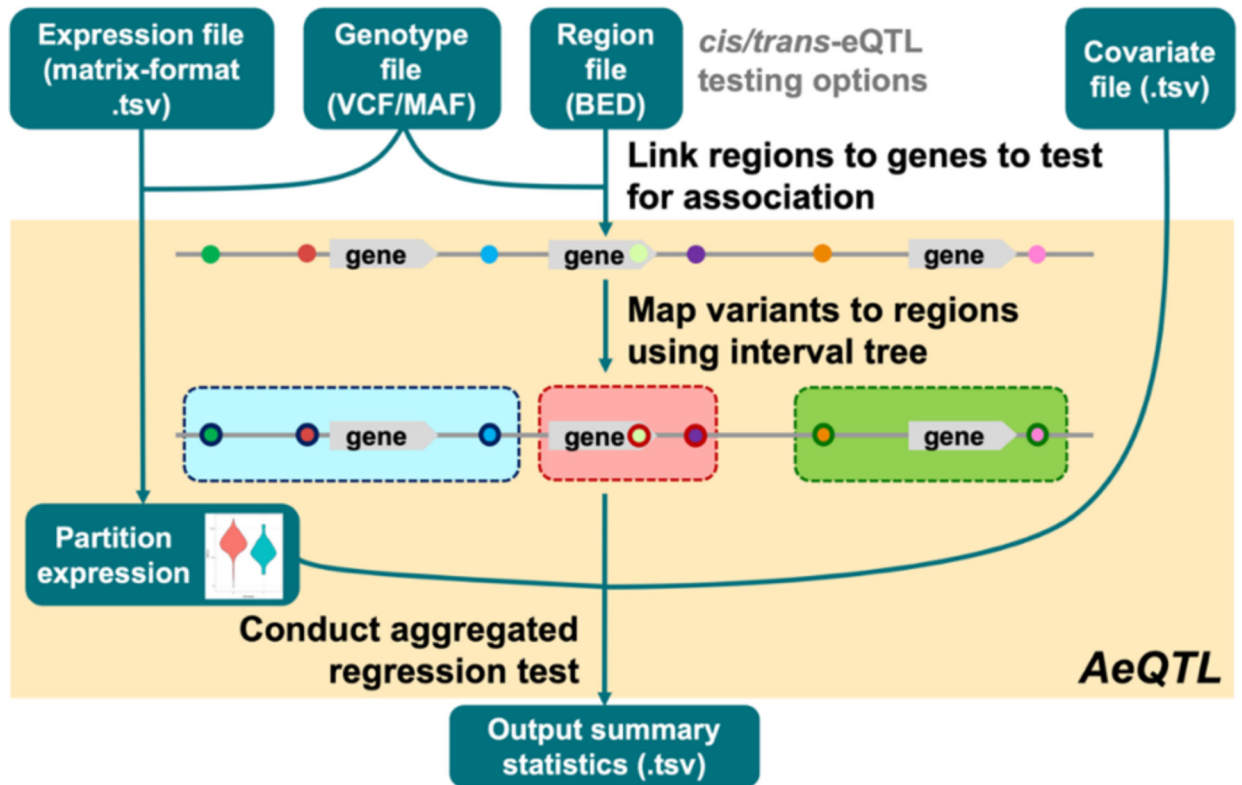 Expression file
(matrix-format
.tsv)
Genotype
file
(VCF/MAF)
Region
file
(BED)
cis/trans-eQTL
testing options
Covariate
file (.tsv)
Link regions to genes to test
for association
gene
gene
gene
Map variants to regions
using interval tree
gene
gene
gene
Partition
expression
Conduct aggregated
regression test
AeQTL
Output summary
statistics (.tsv)